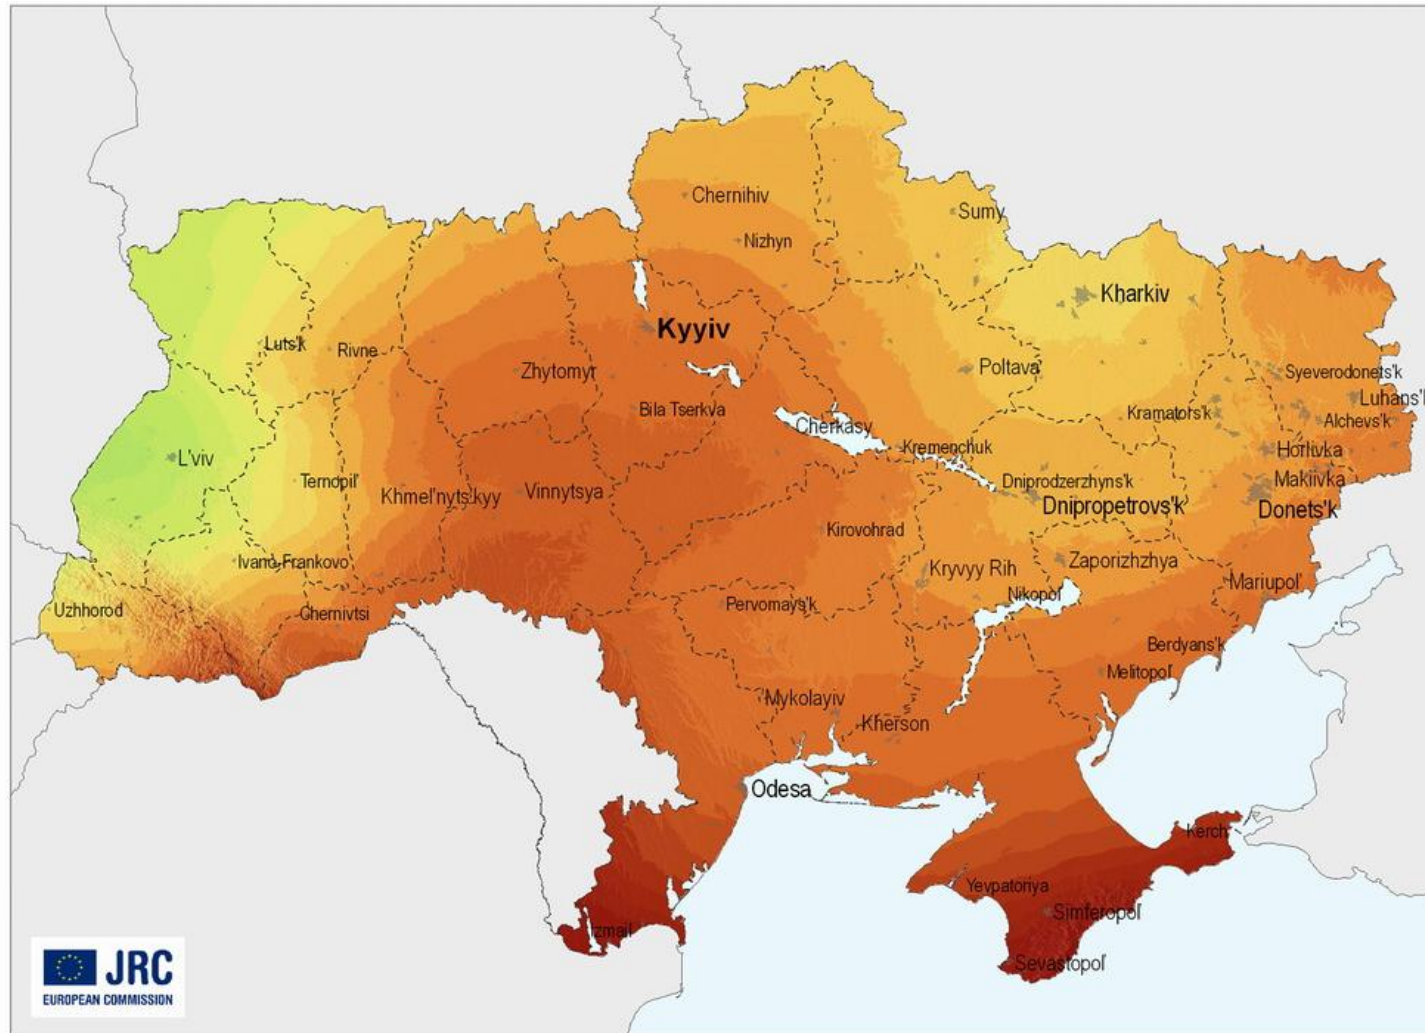 Chernihiv
Sumy
Nizhyn
Kharkiv
Kyyiv
Luts'k
Rivne
Zhytomyr
Poltava
Syeverodonets'k
Luhans'k
Bila Tserkva
Kramators'k
Alchevs'k
Cherkasy
L'viv
Kremenchuk
Horlivka
Ternopil'
Dniprodzerzhyns'k
Makiivka
Khmel'nyts'kyy
Vinnytsya
Dnipropetrovs'k
Donets'k
Kirovohrad
Ivano-Frankovo
Kryvyy Rih
Zaporizhzhya
Uzhhorod
Chernivtsi
Pervomays'k
Nikopol'
Mariupol'
Berdyans'k
Melitopol'
Mykolayiv
Kherson
Odesa
Kerch
Yevpatoriya
Simferopol'
Izmail
Sevastopol'
JRC
EUROPEAN COMMISSION